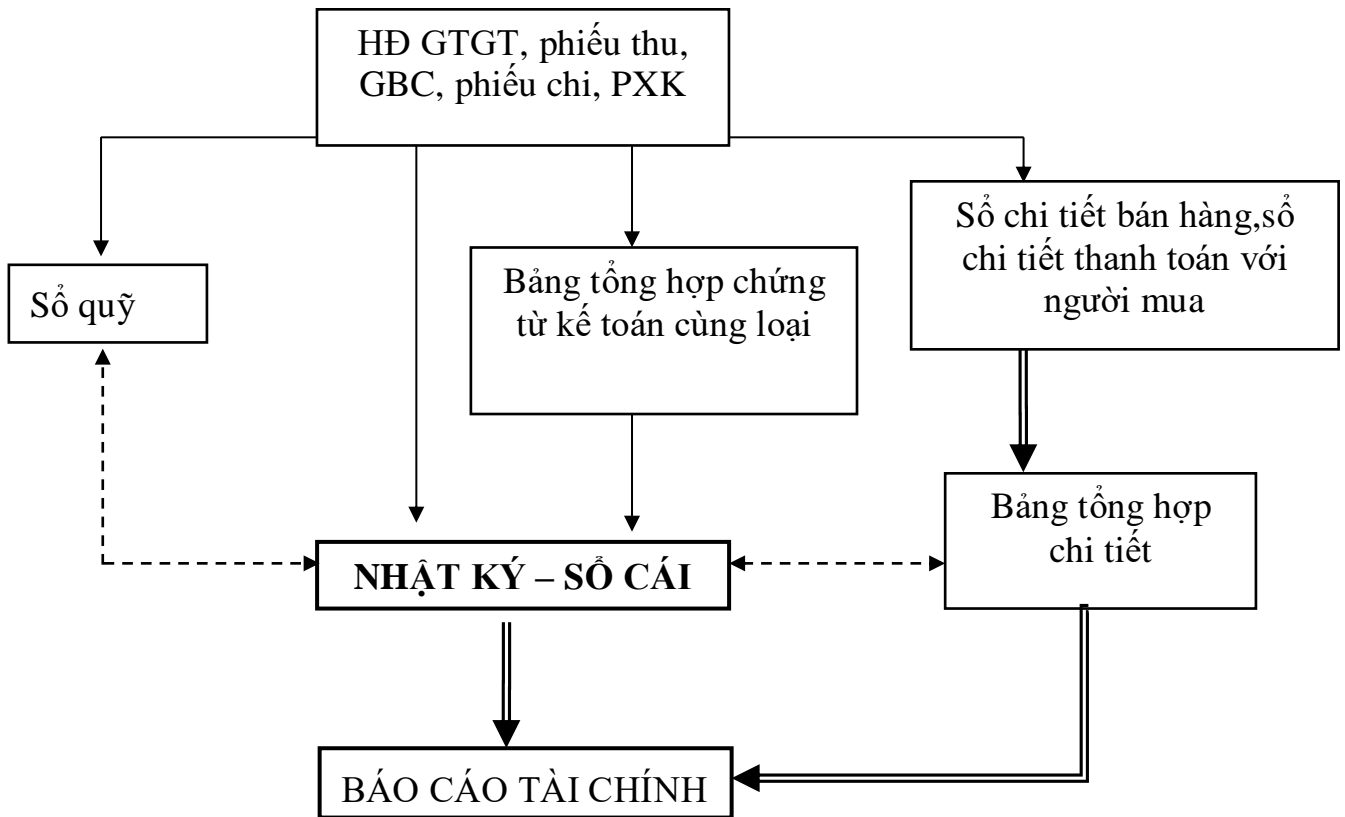 HĐ GTGT, phiếu thu,
GBC, phiếu chi, PXK
Sổ quỹ
Bảng tổng hợp chứng
từ kế toán cùng loại
Sổ chi tiết bán hàng,sổ
chi tiết thanh toán với
người mua
NHẬT KÝ – SỔ CÁI
Bảng tổng hợp
chi tiết
BÁO CÁO TÀI CHÍNH